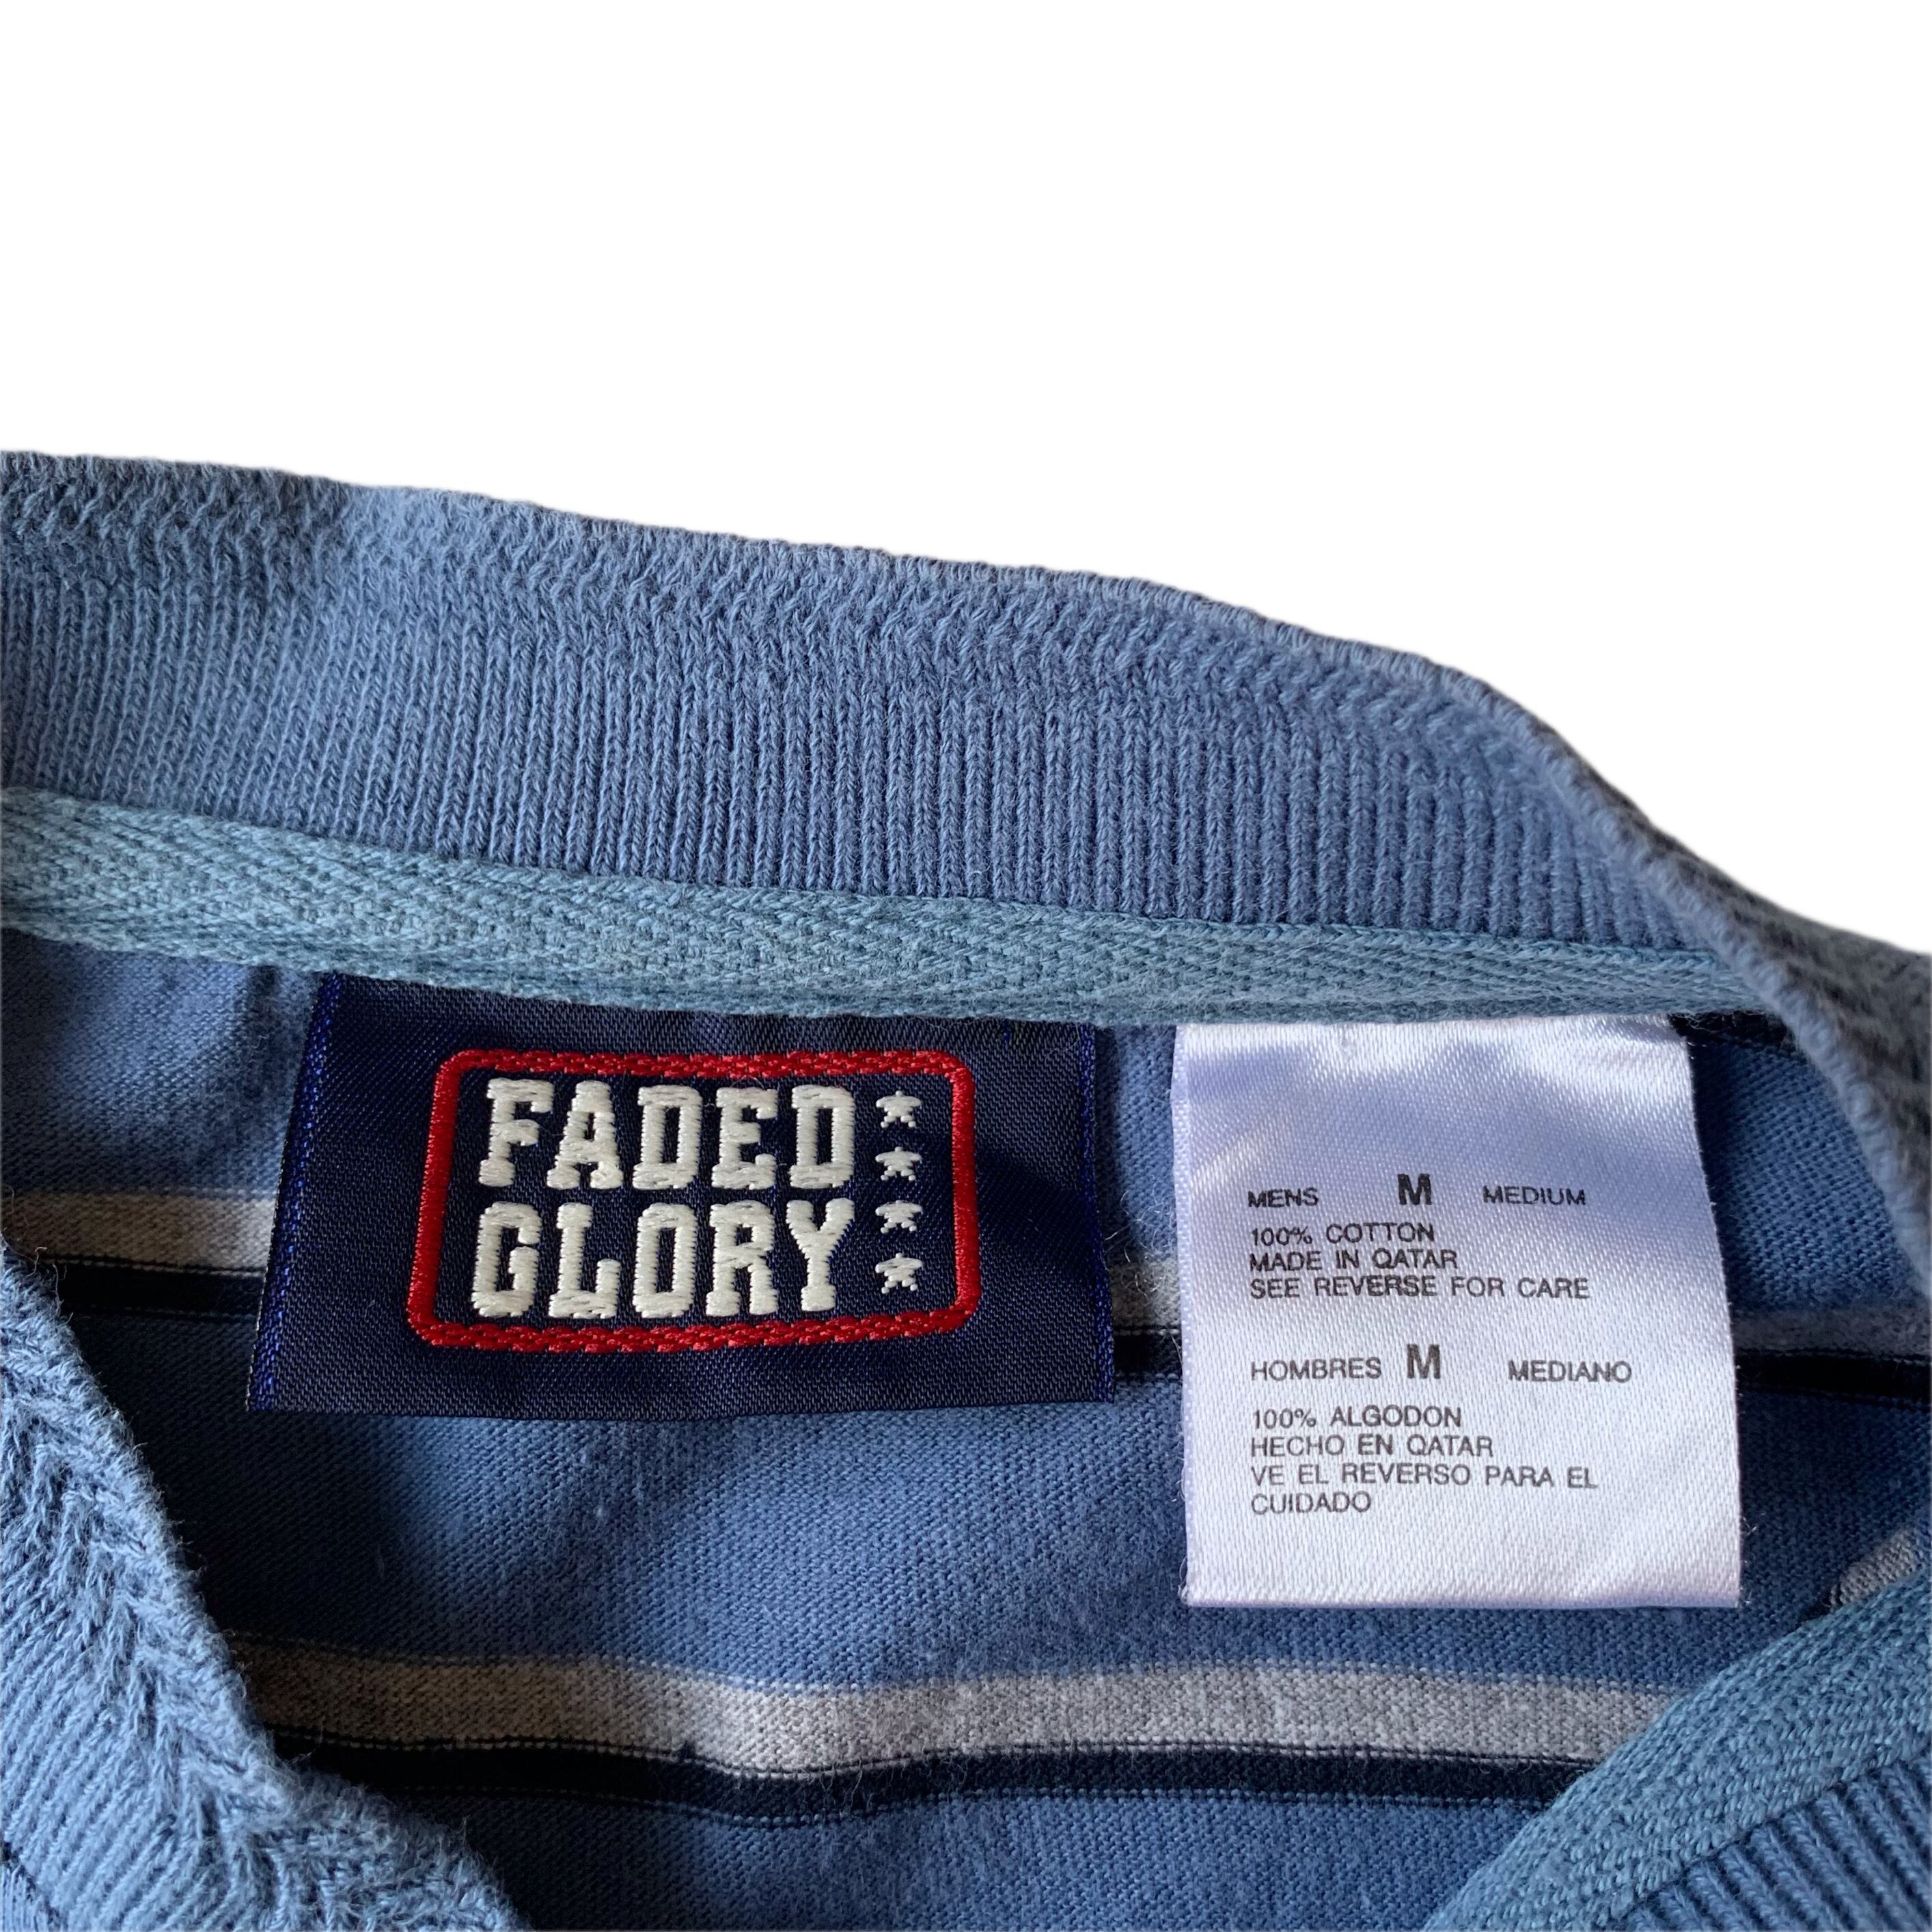 FADED
GLORY
MENS M MEDIUM
100% COTTON
MADE IN QATAR
SEE REVERSE FOR CARE
HOMBRES M MEDIANO
100% ALGODON
HECHO EN QATAR
VE EL REVERSO PARA EL
CUIDADO